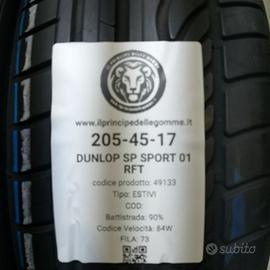 www.ilprincipedellegomme.it
205-45-17
DUNLOP SP SPORT 01
RFT
codice prodotto: 49133
Tipo: ESTIVI
COD:
Battistrada: 90%
Codice Velocità: 84W
FILA: 73
subito